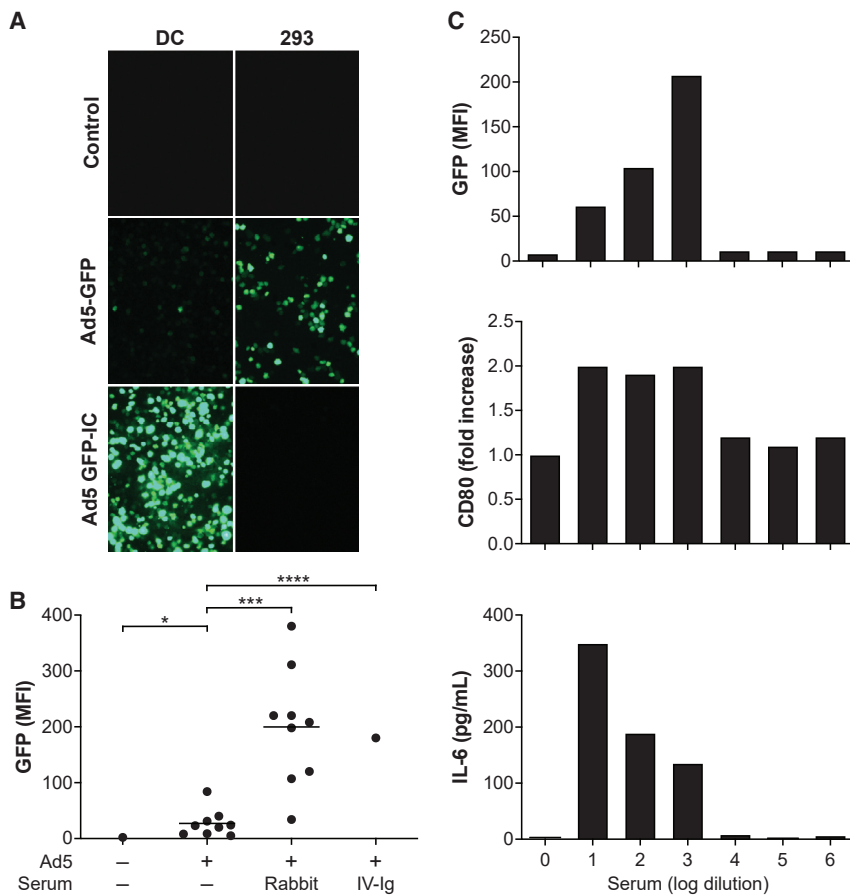 A
DC 293
Control
Ad5-GFP
Ad5 GFP-IC
B
GFP (MFI)
400
300
200
100
0
*
***
****
Ad5 – + + +
Serum – – Rabbit IV-Ig
C
GFP (MFI)
250
200
150
100
50
0
CD80 (fold increase)
2.5
2.0
1.5
1.0
0.5
0.0
IL-6 (pg/mL)
400
300
200
100
0
0 1 2 3 4 5 6
Serum (log dilution)